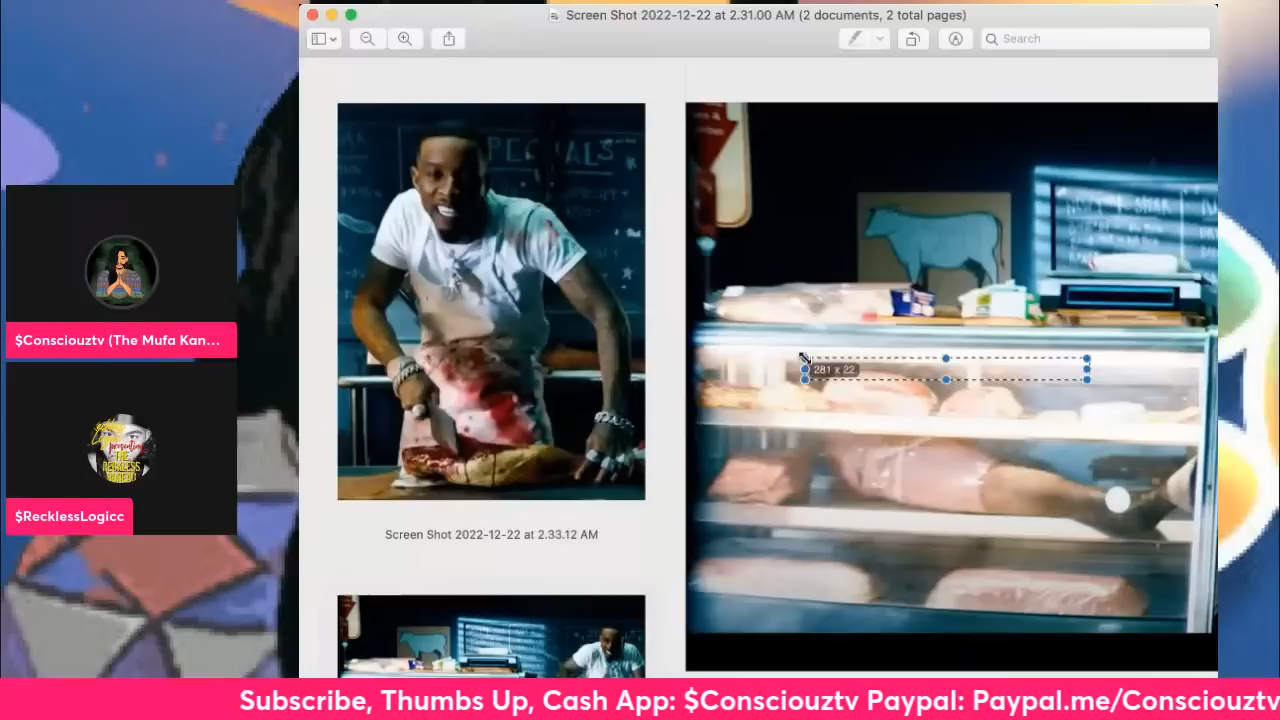 Screen Shot 2022-12-22 at 2.31.00 AM (2 documents, 2 total pages)
Search
SPECIALS
281 x 22
$Consciouztv (The Mufa Kan...
$RecklessLogicc
Screen Shot 2022-12-22 at 2.33.12 AM
Subscribe, Thumbs Up, Cash App: $Consciouztv Paypal: Paypal.me/Consciouztv